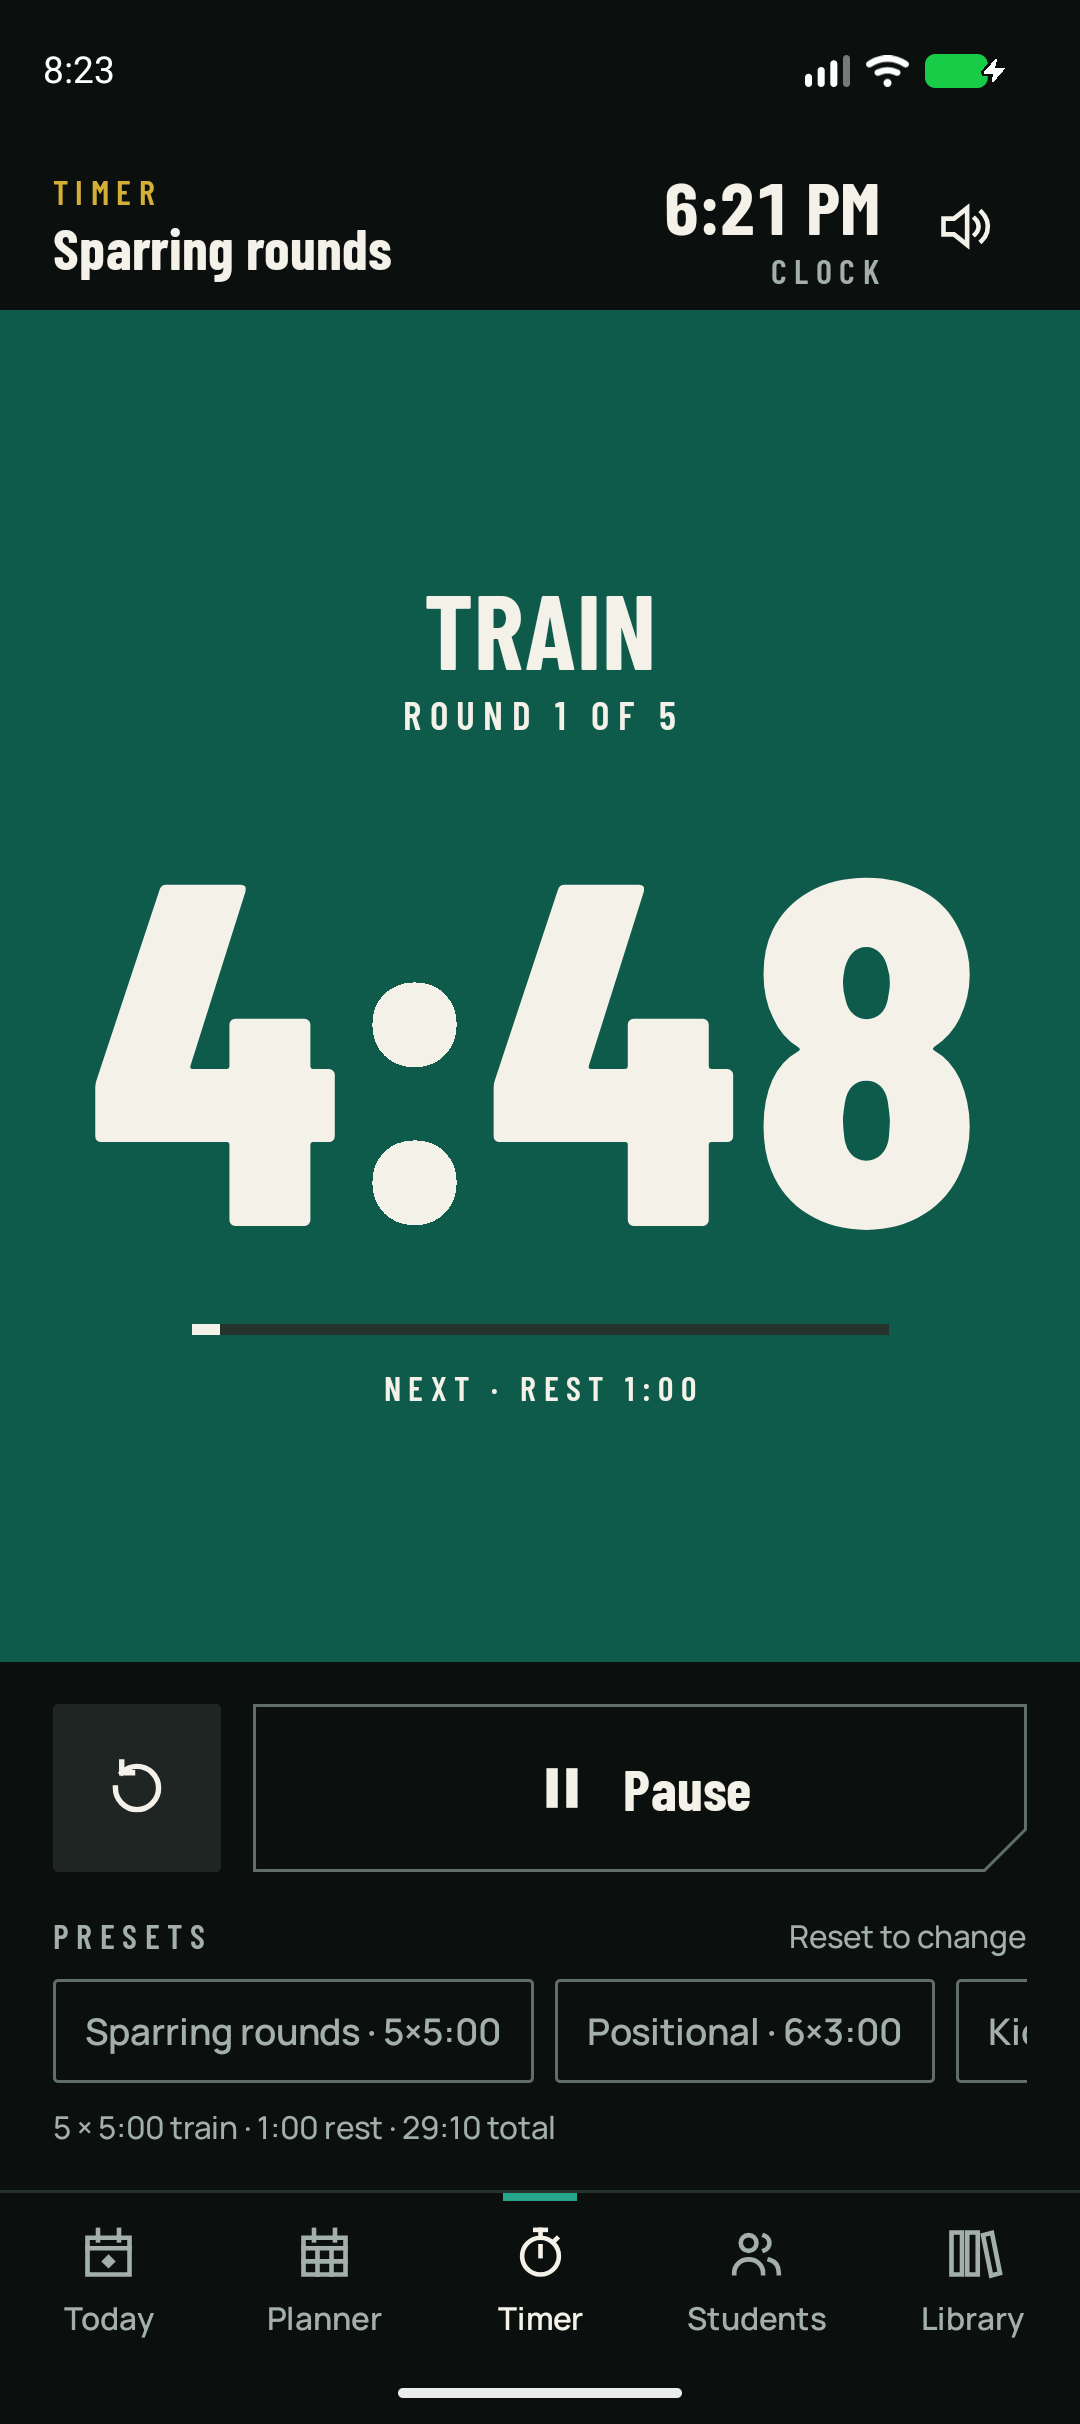 8:23
TIMER
Sparring rounds
6:21 PM
CLOCK
TRAIN
ROUND 1 OF 5
4:48
NEXT · REST 1:00
Pause
PRESETS
Reset to change
Sparring rounds · 5×5:00
Positional · 6×3:00
5 × 5:00 train · 1:00 rest · 29:10 total
Today
Planner
Timer
Students
Library